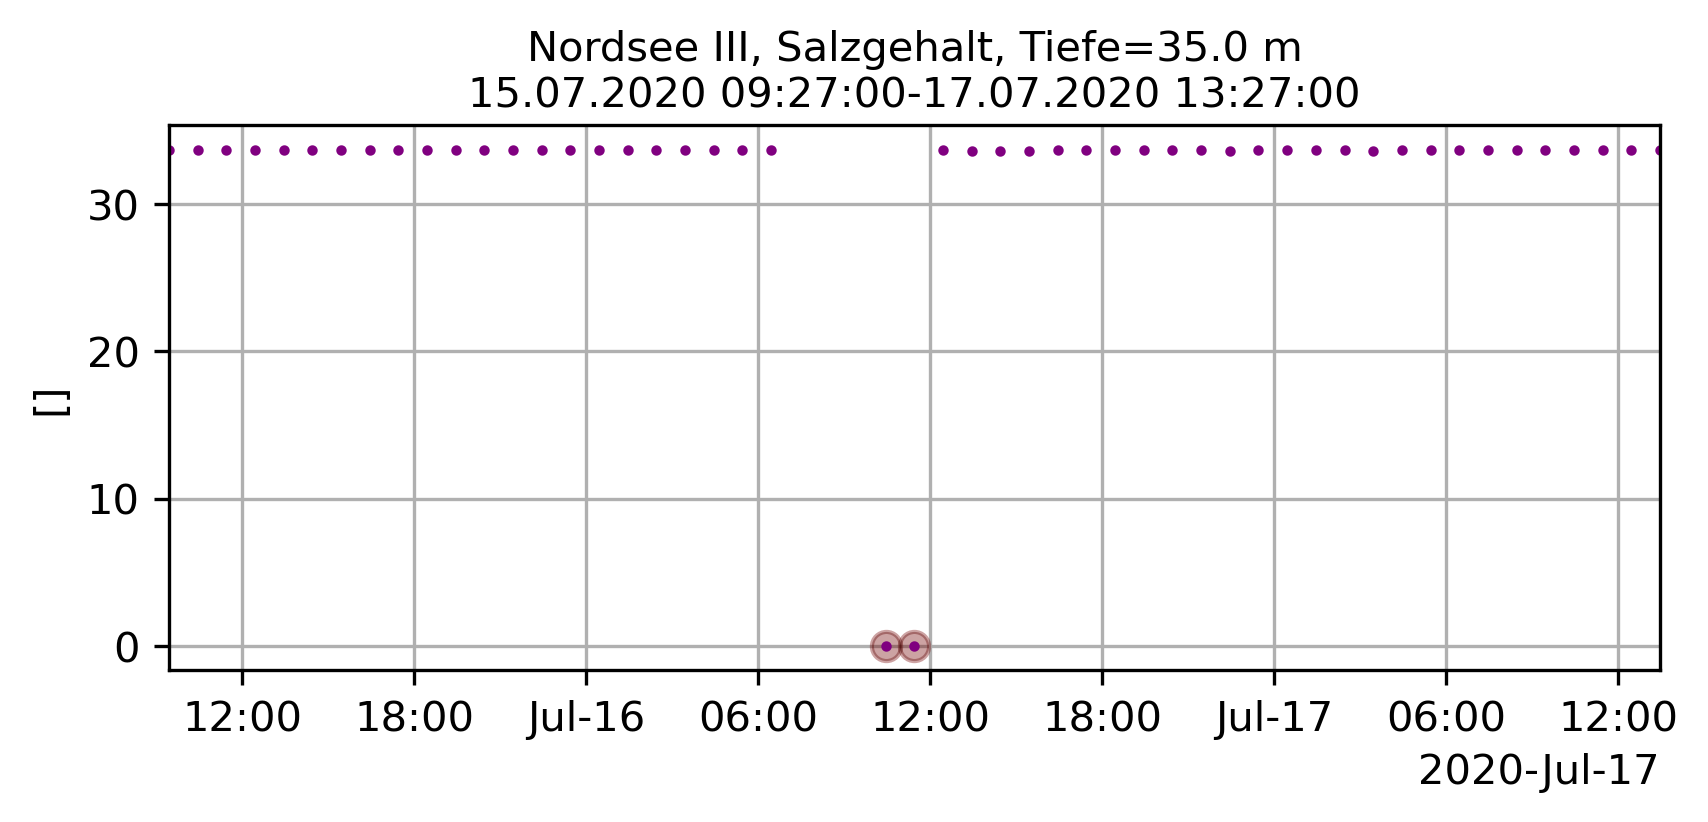 Nordsee III, Salzgehalt, Tiefe=35.0 m
15.07.2020 09:27:00-17.07.2020 13:27:00
30
20
10
0
[]
12:00 18:00 Jul-16 06:00 12:00 18:00 Jul-17 06:00 12:00
2020-Jul-17